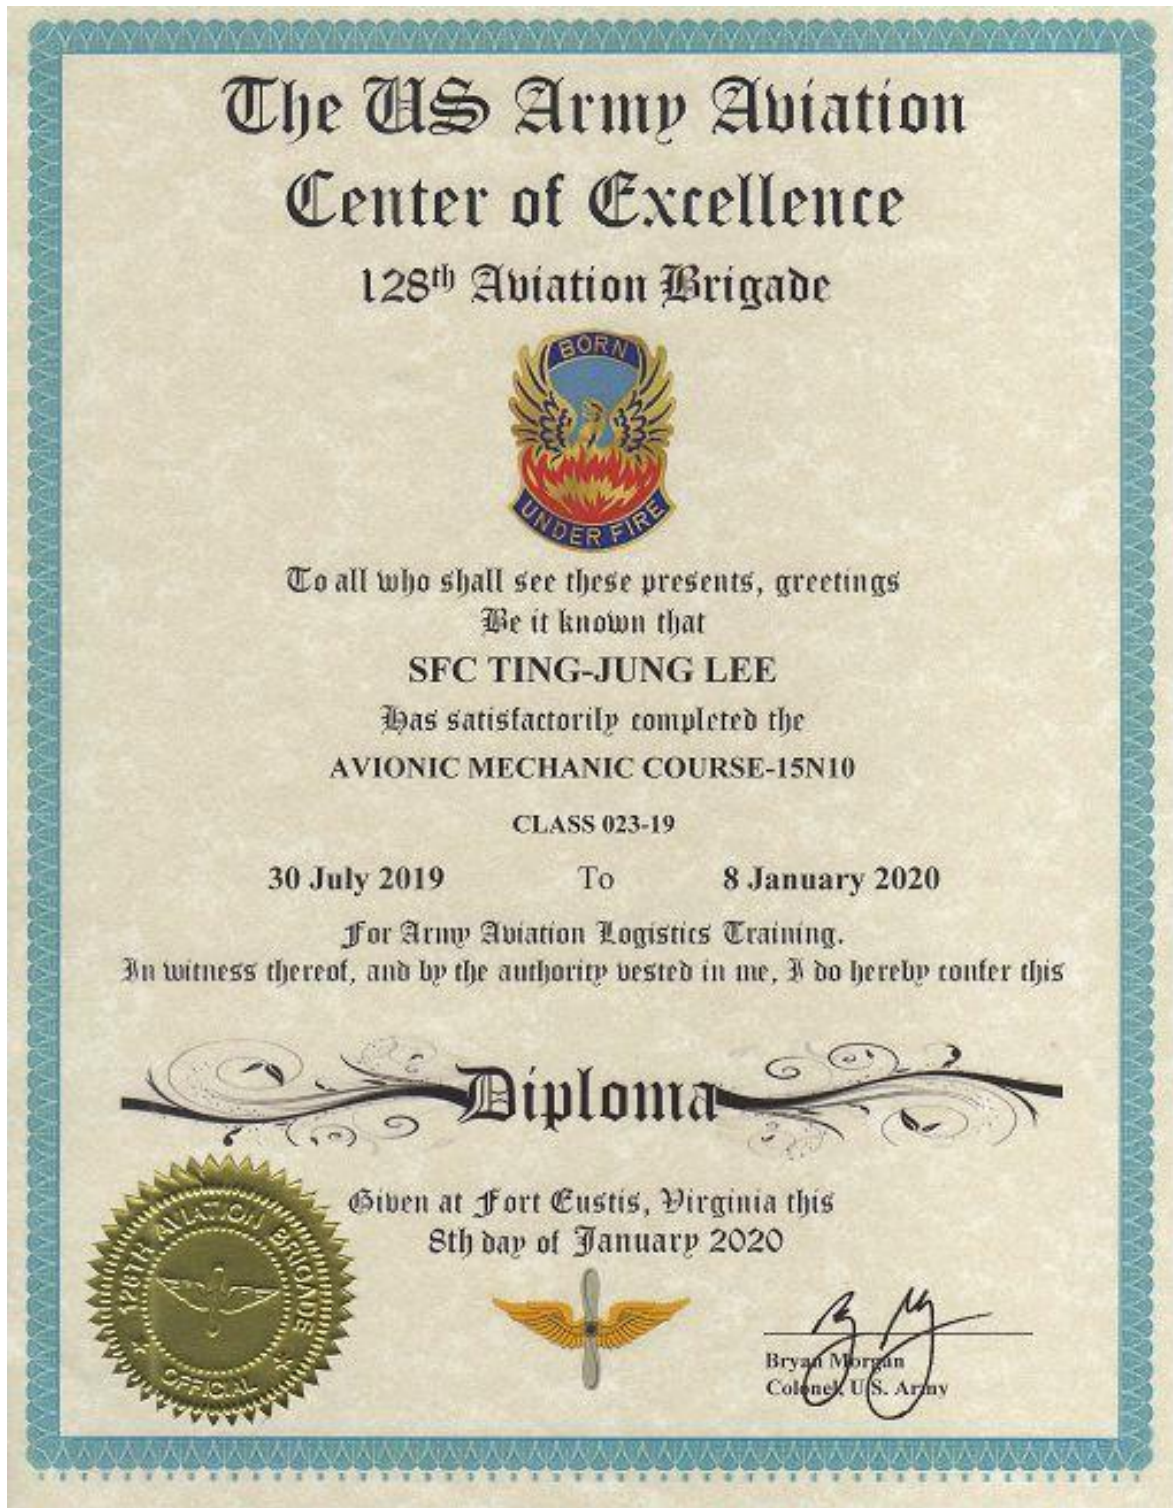 The US Army Aviation
Center of Excellence
128th Aviation Brigade
BORN
UNDER FIRE
To all who shall see these presents, greetings
Be it known that
SFC TING-JUNG LEE
Has satisfactorily completed the
AVIONIC MECHANIC COURSE-15N10
CLASS 023-19
30 July 2019 To 8 January 2020
For Army Aviation Logistics Training.
In witness thereof, and by the authority vested in me, I do hereby confer this
Diploma
Given at Fort Eustis, Virginia this
8th day of January 2020
128TH AVIATION BRIGADE
OFFICIAL
Bryan Morgan
Colonel, U.S. Army